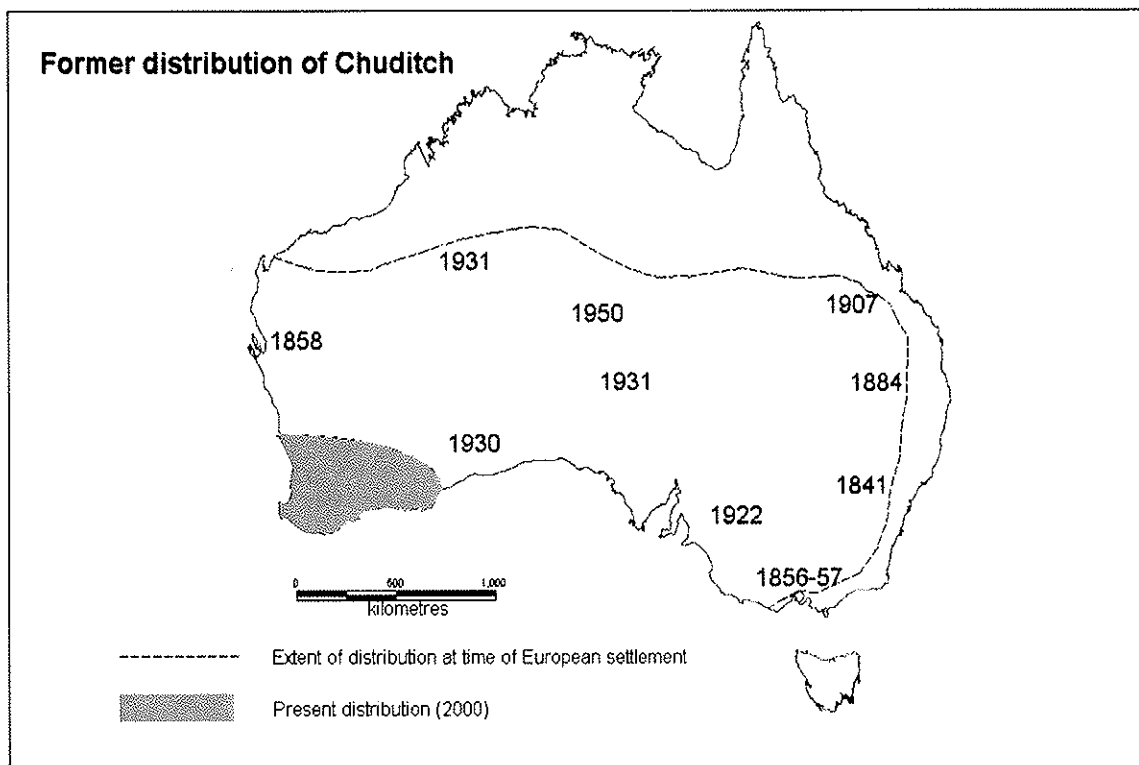 Former distribution of Chuditch
1931
1950
1907
1858
1931
1884
1930
1841
1922
1856-57
0 500 1,000
kilometres
Extent of distribution at time of European settlement
Present distribution (2000)